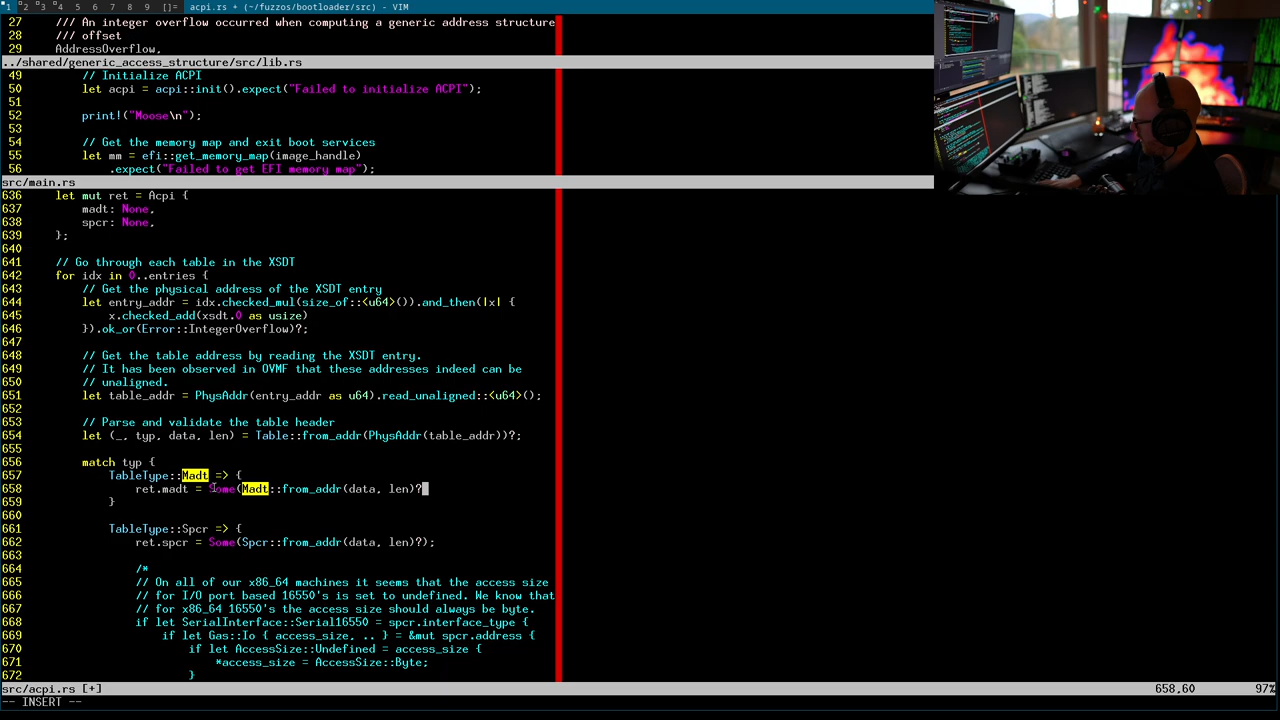 1 2 3 4 5 6 7 8 9 []= acpi.rs + (~/fuzzos/bootloader/src) - VIM
27     /// An integer overflow occurred when computing a generic address structure
28     /// offset
29     AddressOverflow,
../shared/generic_access_structure/src/lib.rs
49         // Initialize ACPI
50         let acpi = acpi::init().expect("Failed to initialize ACPI");
51
52         print!("Moose\n");
53
54         // Get the memory map and exit boot services
55         let mm = efi::get_memory_map(image_handle)
56             .expect("Failed to get EFI memory map");
src/main.rs
636     let mut ret = Acpi {
637         madt: None,
638         spcr: None,
639     };
640
641     // Go through each table in the XSDT
642     for idx in 0..entries {
643         // Get the physical address of the XSDT entry
644         let entry_addr = idx.checked_mul(size_of::<u64>()).and_then(|x| {
645             x.checked_add(xsdt.0 as usize)
646         }).ok_or(Error::IntegerOverflow)?;
647
648         // Get the table address by reading the XSDT entry.
649         // It has been observed in OVMF that these addresses indeed can be
650         // unaligned.
651         let table_addr = PhysAddr(entry_addr as u64).read_unaligned::<u64>();
652
653         // Parse and validate the table header
654         let (_, typ, data, len) = Table::from_addr(PhysAddr(table_addr))?;
655
656         match typ {
657             TableType::Madt => {
658                 ret.madt = Some(Madt::from_addr(data, len)?
659             }
660
661             TableType::Spcr => {
662                 ret.spcr = Some(Spcr::from_addr(data, len)?);
663
664                 /*
665                 // On all of our x86_64 machines it seems that the access size
666                 // for I/O port based 16550's is set to undefined. We know that
667                 // for x86_64 16550's the access size should always be byte.
668                 if let SerialInterface::Serial16550 = spcr.interface_type {
669                     if let Gas::Io { access_size, .. } = &mut spcr.address {
670                         if let AccessSize::Undefined = access_size {
671                             *access_size = AccessSize::Byte;
672                         }
src/acpi.rs [+] 658,60 97%
-- INSERT --